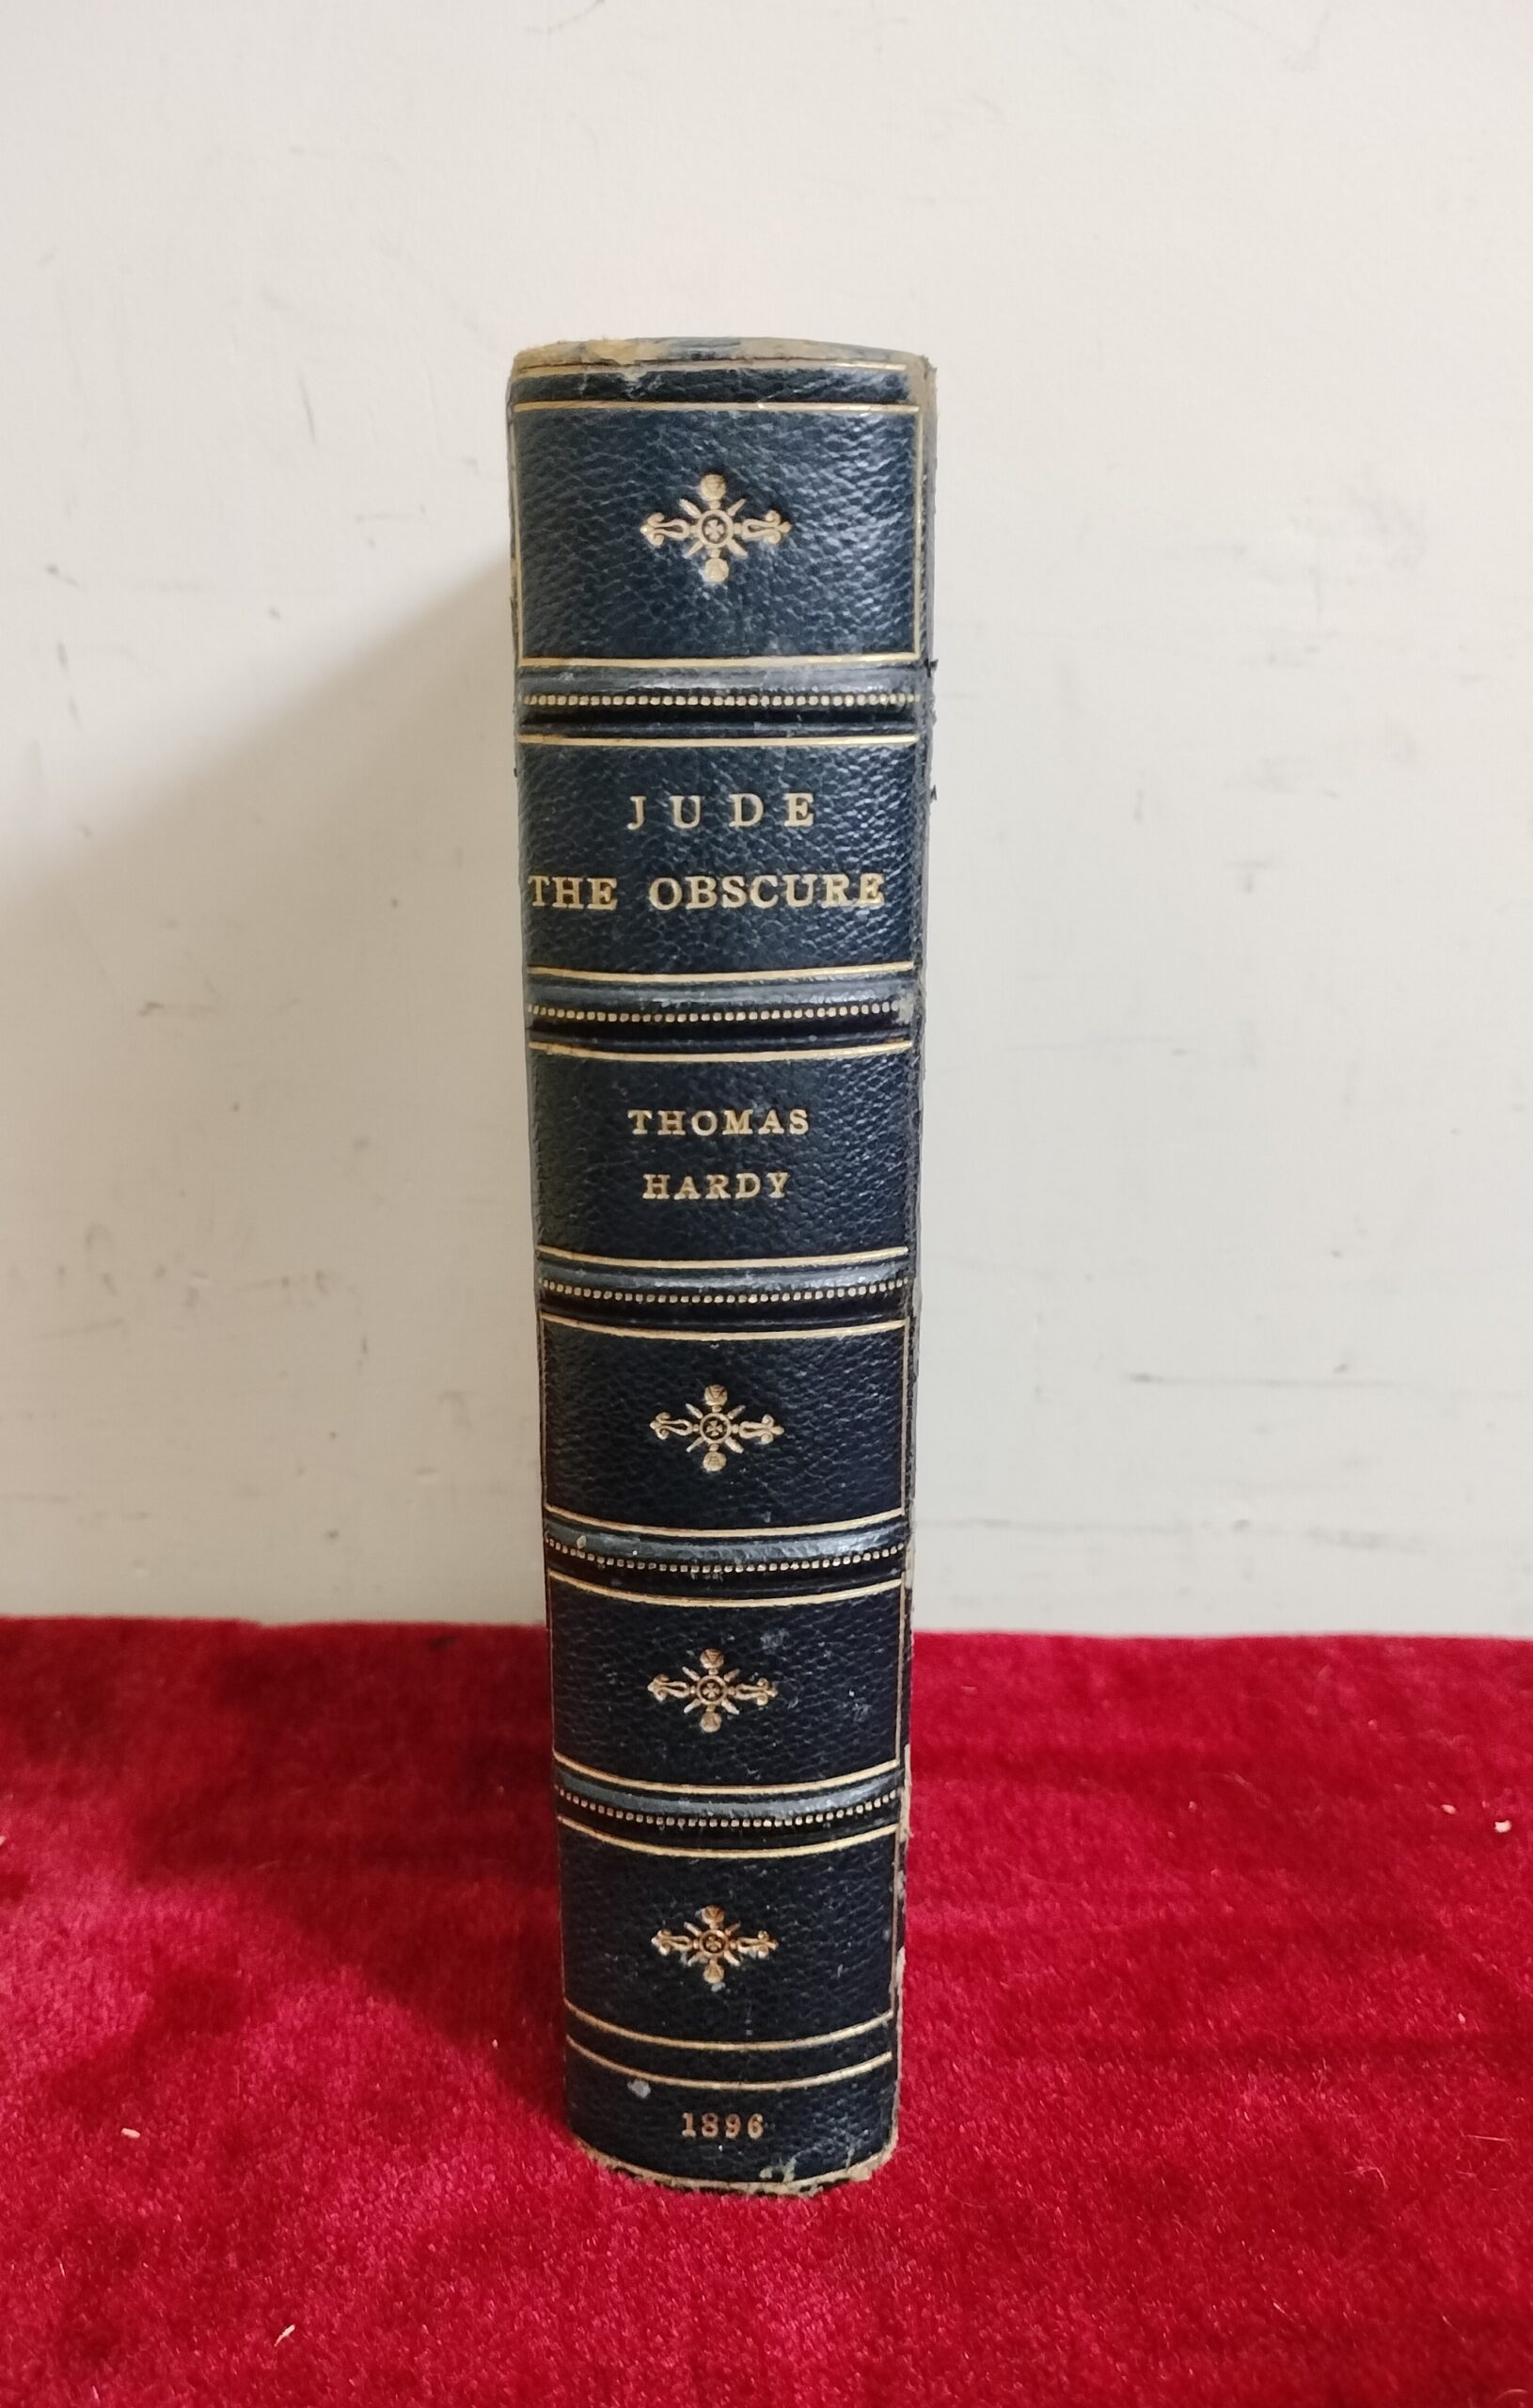 JUDE
THE OBSCURE
THOMAS
HARDY
1896